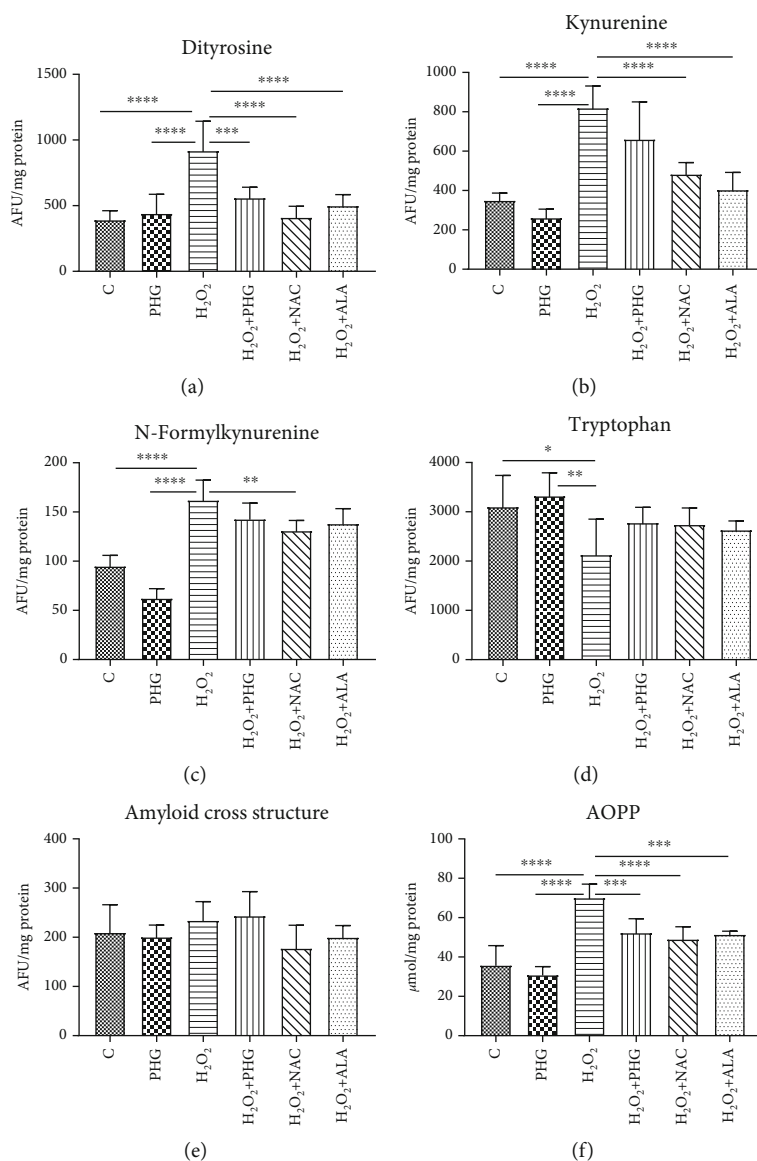 Dityrosine
****
****
****
****
***
AFU/mg protein
1500
1000
500
0
C
PHG
H₂O₂
H₂O₂+PHG
H₂O₂+NAC
H₂O₂+ALA
(a)
Kynurenine
****
****
****
****
AFU/mg protein
1000
800
600
400
200
0
C
PHG
H₂O₂
H₂O₂+PHG
H₂O₂+NAC
H₂O₂+ALA
(b)
N-Formylkynurenine
****
****
**
AFU/mg protein
200
150
100
50
0
C
PHG
H₂O₂
H₂O₂+PHG
H₂O₂+NAC
H₂O₂+ALA
(c)
Tryptophan
*
**
AFU/mg protein
4000
3000
2000
1000
0
C
PHG
H₂O₂
H₂O₂+PHG
H₂O₂+NAC
H₂O₂+ALA
(d)
Amyloid cross structure
AFU/mg protein
400
300
200
100
0
C
PHG
H₂O₂
H₂O₂+PHG
H₂O₂+NAC
H₂O₂+ALA
(e)
AOPP
***
****
****
****
***
μmol/mg protein
100
80
60
40
20
0
C
PHG
H₂O₂
H₂O₂+PHG
H₂O₂+NAC
H₂O₂+ALA
(f)